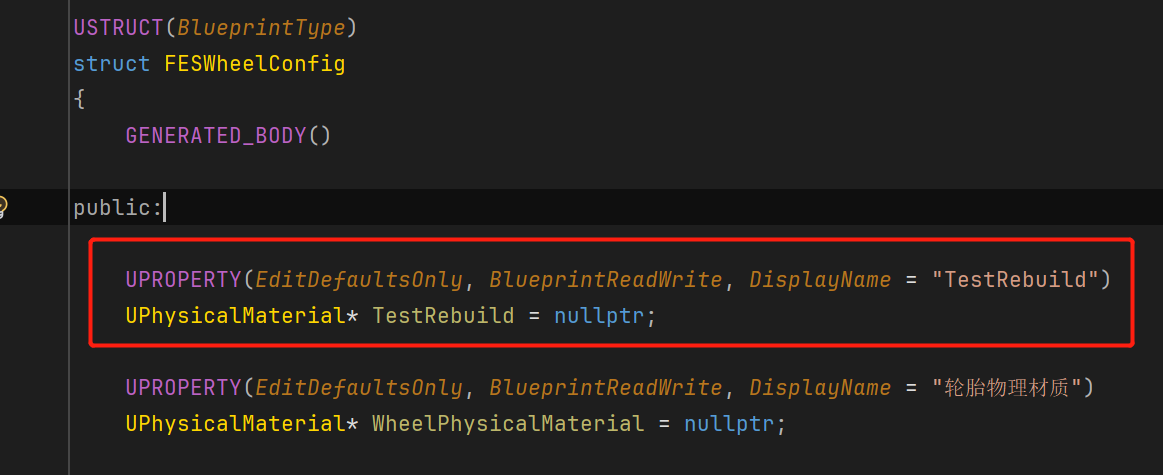 USTRUCT(BlueprintType)
struct FESWheelConfig
{
GENERATED_BODY()
public:
UPROPERTY(EditDefaultsOnly, BlueprintReadWrite, DisplayName = "TestRebuild")
UPhysicalMaterial* TestRebuild = nullptr;
UPROPERTY(EditDefaultsOnly, BlueprintReadWrite, DisplayName = "轮胎物理材质")
UPhysicalMaterial* WheelPhysicalMaterial = nullptr;